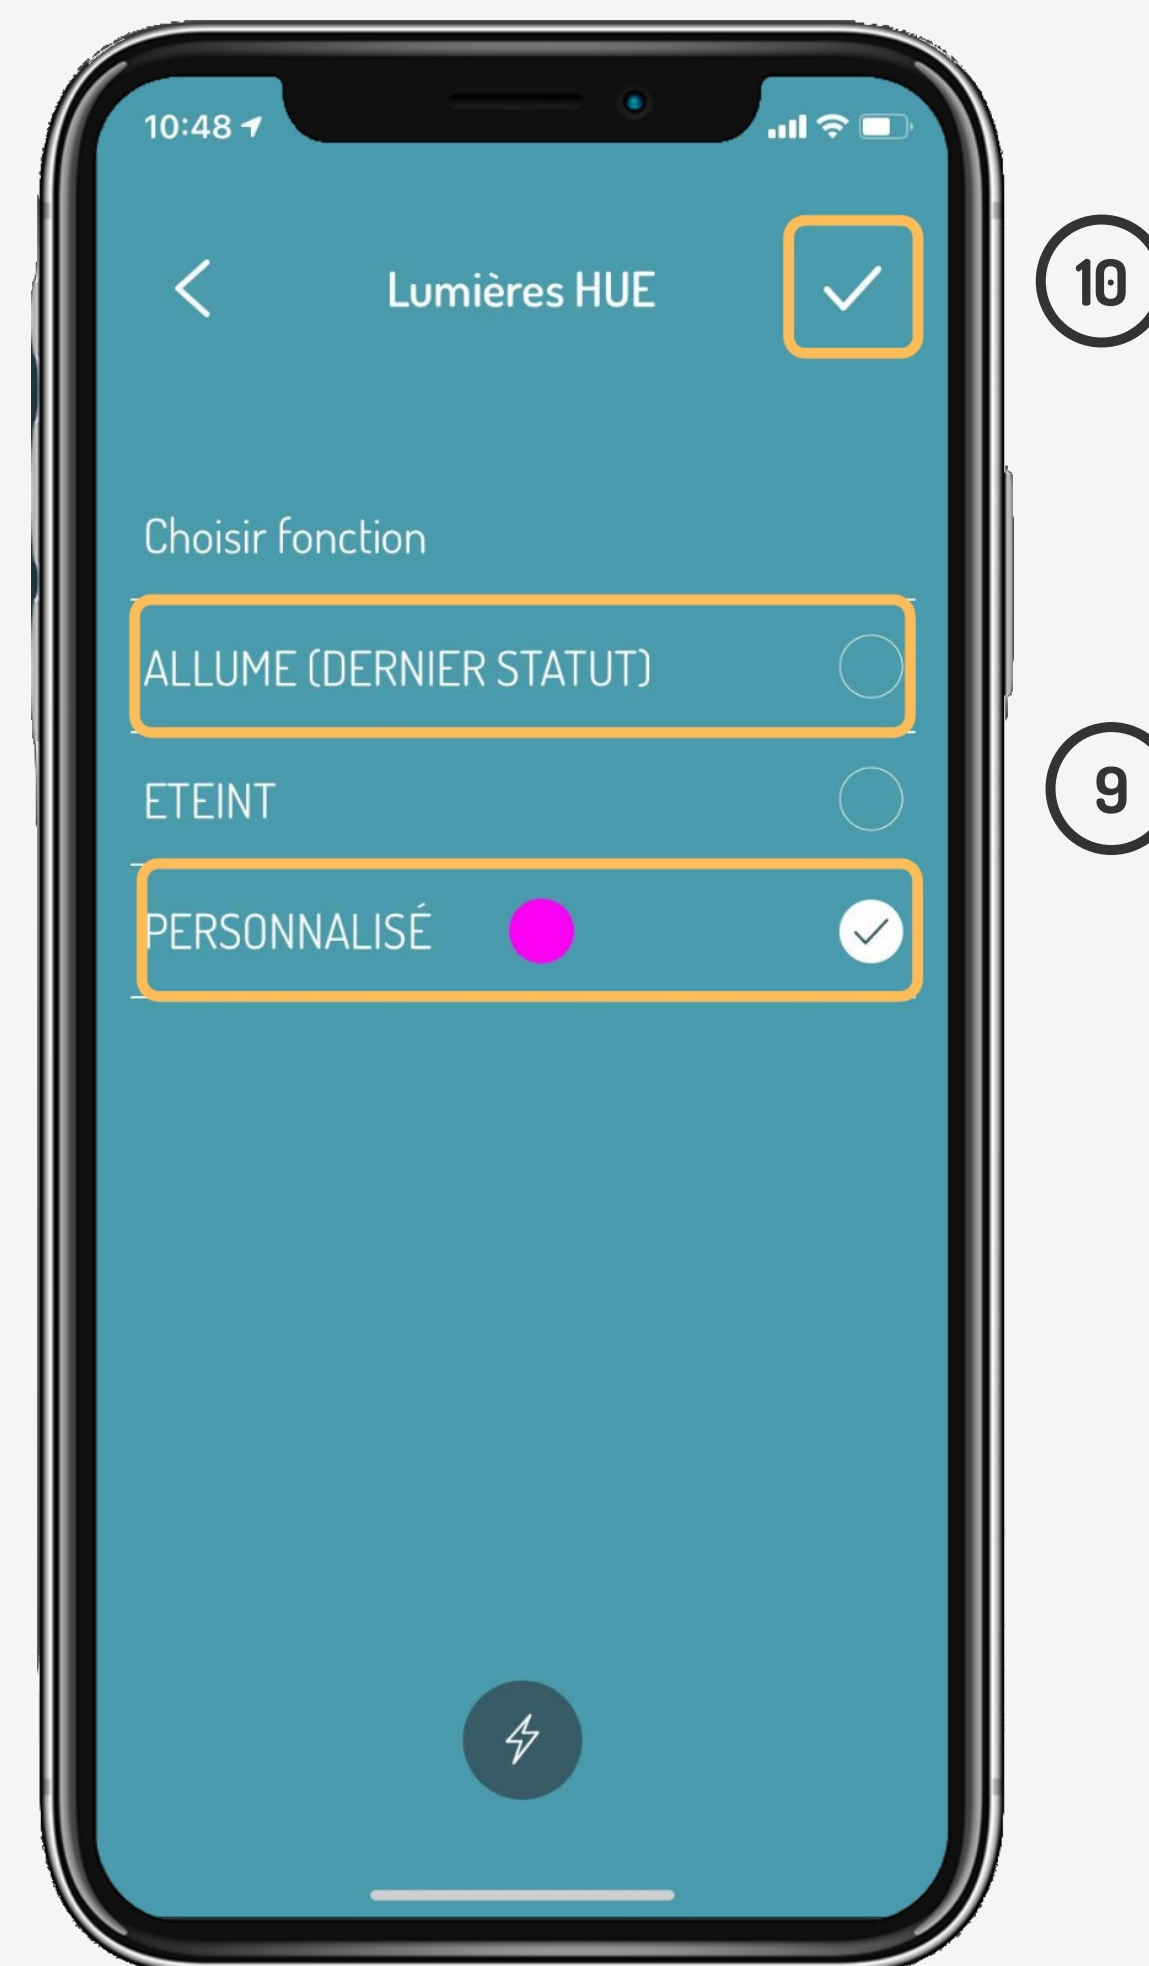 10:48
Lumières HUE
10
Choisir fonction
ALLUME (DERNIER STATUT)
ETEINT
9
PERSONNALISÉ